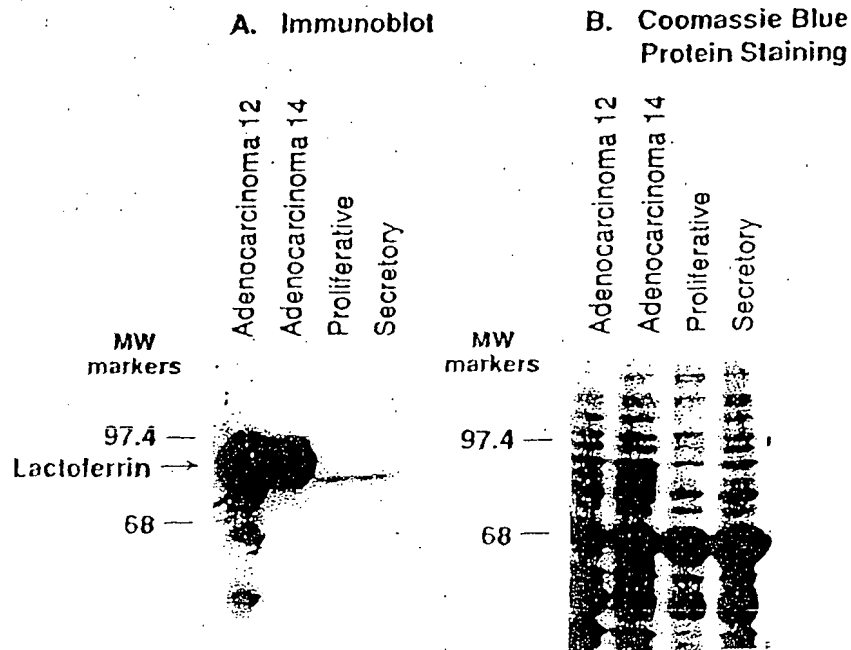 A. Immunoblot
Adenocarcinoma 12
Adenocarcinoma 14
Proliferative
Secretory
MW
markers
97.4
Lactoferrin
68
B. Coomassie Blue
Protein Staining
Adenocarcinoma 12
Adenocarcinoma 14
Proliferative
Secretory
MW
markers
97.4
68